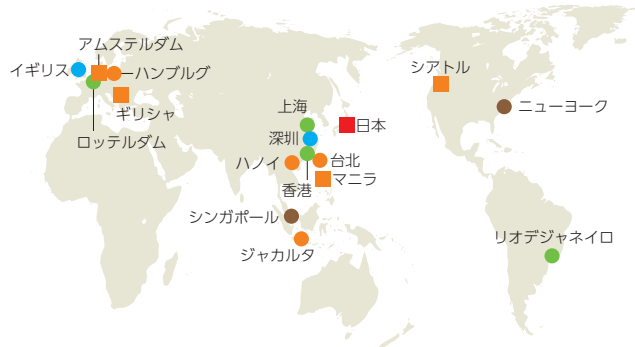 アムステルダム
シアトル
イギリス
ハンブルグ
ニューヨーク
上海
ギリシャ
日本
深圳
ロッテルダム
ハノイ
台北
マニラ
香港
シンガポール
リオデジャネイロ
ジャカルタ